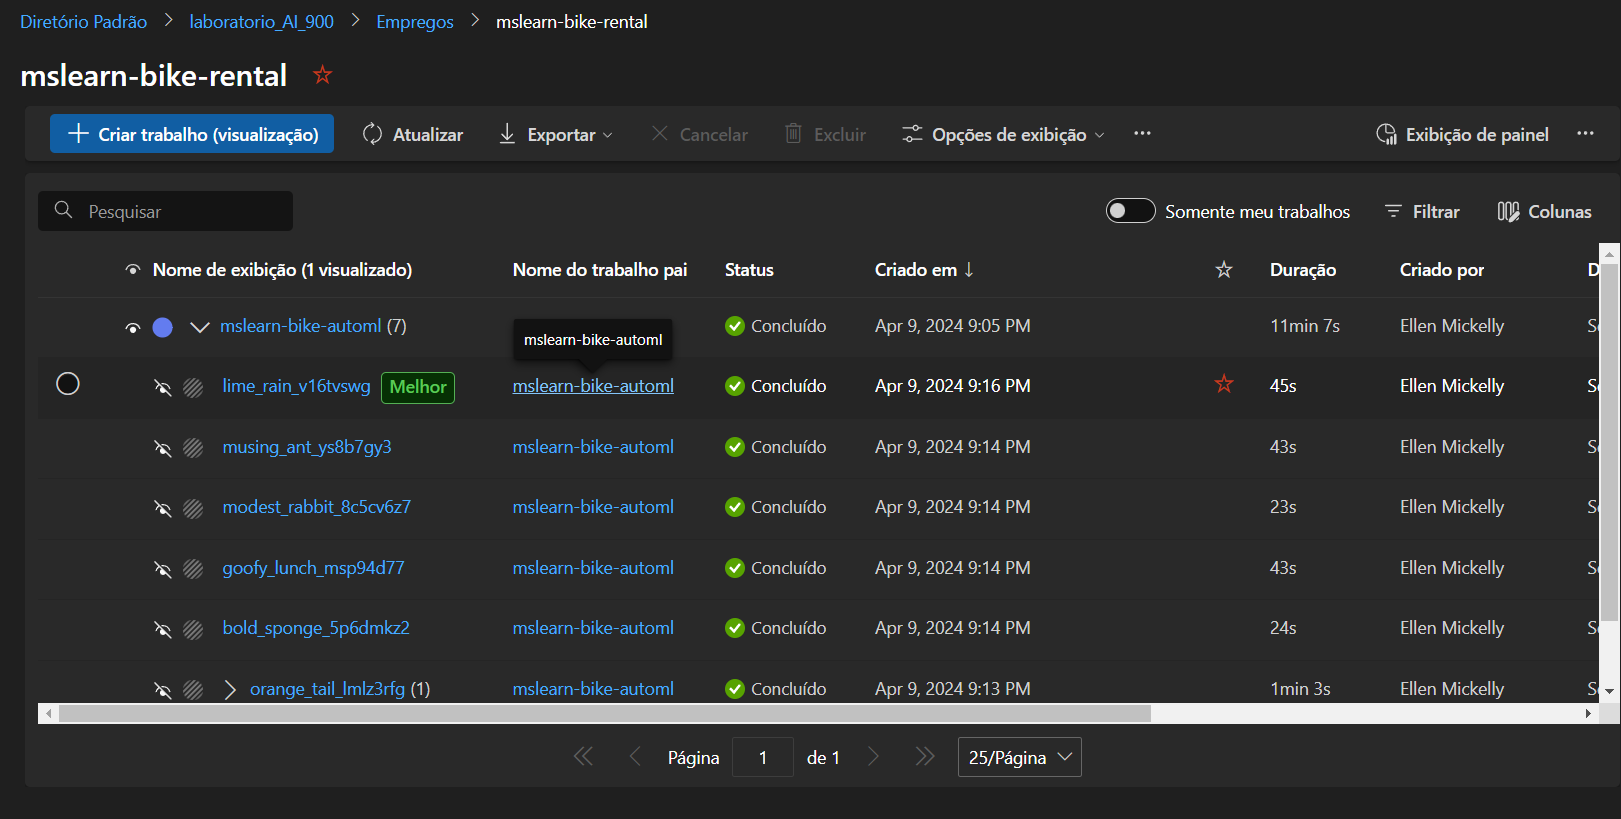 Diretório Padrão > laboratorio_AI_900 > Empregos > mslearn-bike-rental
mslearn-bike-rental
Criar trabalho (visualização) Atualizar Exportar Cancelar Excluir Opções de exibição ... Exibição de painel ...
Pesquisar Somente meu trabalhos Filtrar Colunas
Nome de exibição (1 visualizado) Nome do trabalho pai Status Criado em ↓ Duração Criado por
mslearn-bike-automl (7) Concluído Apr 9, 2024 9:05 PM 11min 7s Ellen Mickelly
mslearn-bike-automl
lime_rain_v16tvswg Melhor mslearn-bike-automl Concluído Apr 9, 2024 9:16 PM 45s Ellen Mickelly
musing_ant_ys8b7gy3 mslearn-bike-automl Concluído Apr 9, 2024 9:14 PM 43s Ellen Mickelly
modest_rabbit_8c5cv6z7 mslearn-bike-automl Concluído Apr 9, 2024 9:14 PM 23s Ellen Mickelly
goofy_lunch_msp94d77 mslearn-bike-automl Concluído Apr 9, 2024 9:14 PM 43s Ellen Mickelly
bold_sponge_5p6dmkz2 mslearn-bike-automl Concluído Apr 9, 2024 9:14 PM 24s Ellen Mickelly
orange_tail_lmlz3rfg (1) mslearn-bike-automl Concluído Apr 9, 2024 9:13 PM 1min 3s Ellen Mickelly
Página 1 de 1 25/Página